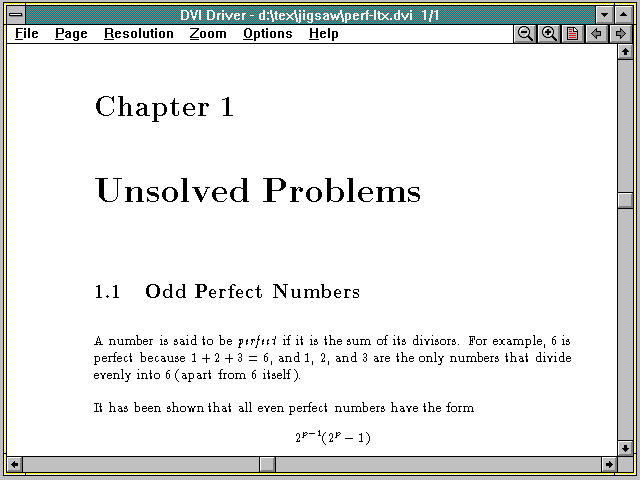 DVI Driver - d:\tex\jigsaw\perf-ltx.dvi 1/1
File Page Resolution Zoom Options Help
Chapter 1
Unsolved Problems
1.1 Odd Perfect Numbers
A number is said to be perfect if it is the sum of its divisors. For example, 6 is
perfect because 1 + 2 + 3 = 6, and 1, 2, and 3 are the only numbers that divide
evenly into 6 (apart from 6 itself).
It has been shown that all even perfect numbers have the form
2^{p−1}(2^p − 1)